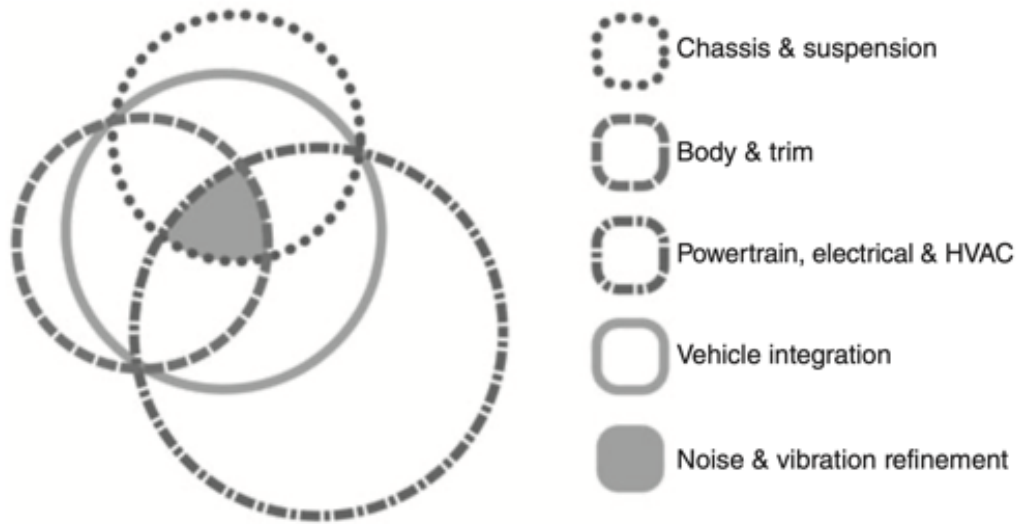 Chassis & suspension
Body & trim
Powertrain, electrical & HVAC
Vehicle integration
Noise & vibration refinement